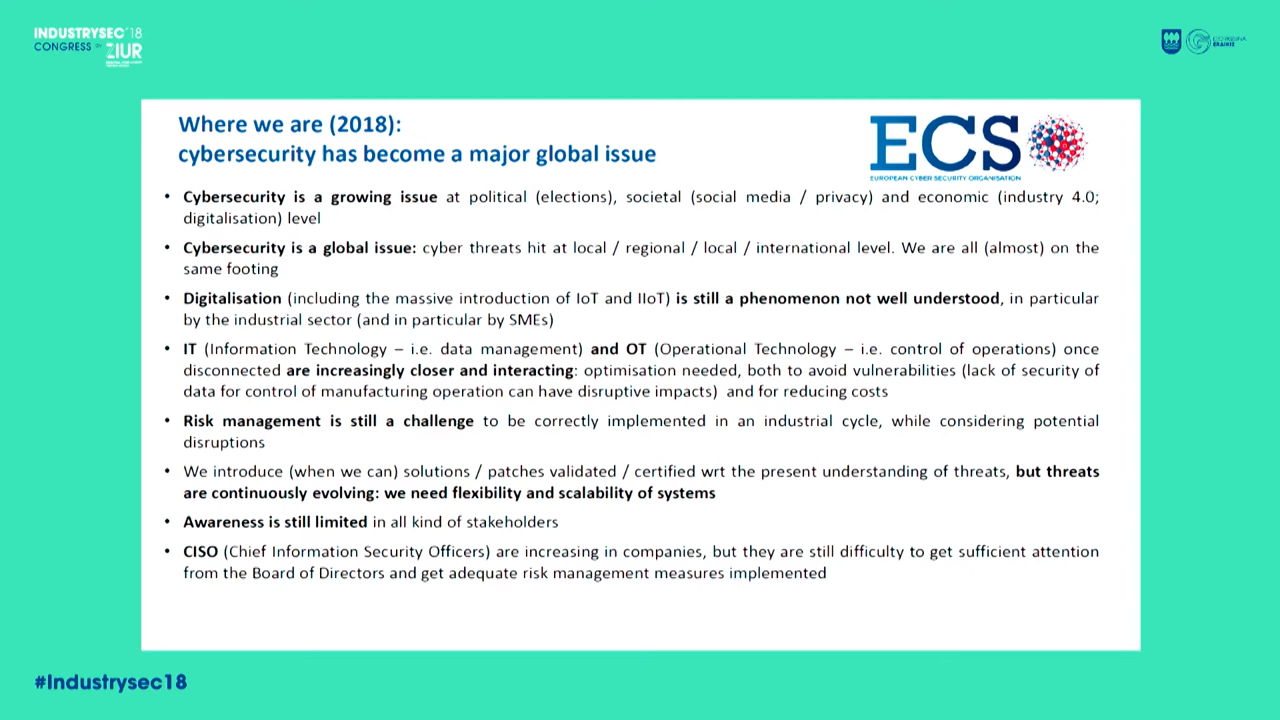 INDUSTRYSEC'18
CONGRESS BY ZIUR
Where we are (2018):
cybersecurity has become a major global issue
ECS
EUROPEAN CYBER SECURITY ORGANISATION
• Cybersecurity is a growing issue at political (elections), societal (social media / privacy) and economic (industry 4.0;
digitalisation) level
• Cybersecurity is a global issue: cyber threats hit at local / regional / local / international level. We are all (almost) on the
same footing
• Digitalisation (including the massive introduction of IoT and IIoT) is still a phenomenon not well understood, in particular
by the industrial sector (and in particular by SMEs)
• IT (Information Technology – i.e. data management) and OT (Operational Technology – i.e. control of operations) once
disconnected are increasingly closer and interacting: optimisation needed, both to avoid vulnerabilities (lack of security of
data for control of manufacturing operation can have disruptive impacts) and for reducing costs
• Risk management is still a challenge to be correctly implemented in an industrial cycle, while considering potential
disruptions
• We introduce (when we can) solutions / patches validated / certified wrt the present understanding of threats, but threats
are continuously evolving: we need flexibility and scalability of systems
• Awareness is still limited in all kind of stakeholders
• CISO (Chief Information Security Officers) are increasing in companies, but they are still difficulty to get sufficient attention
from the Board of Directors and get adequate risk management measures implemented
#Industrysec18